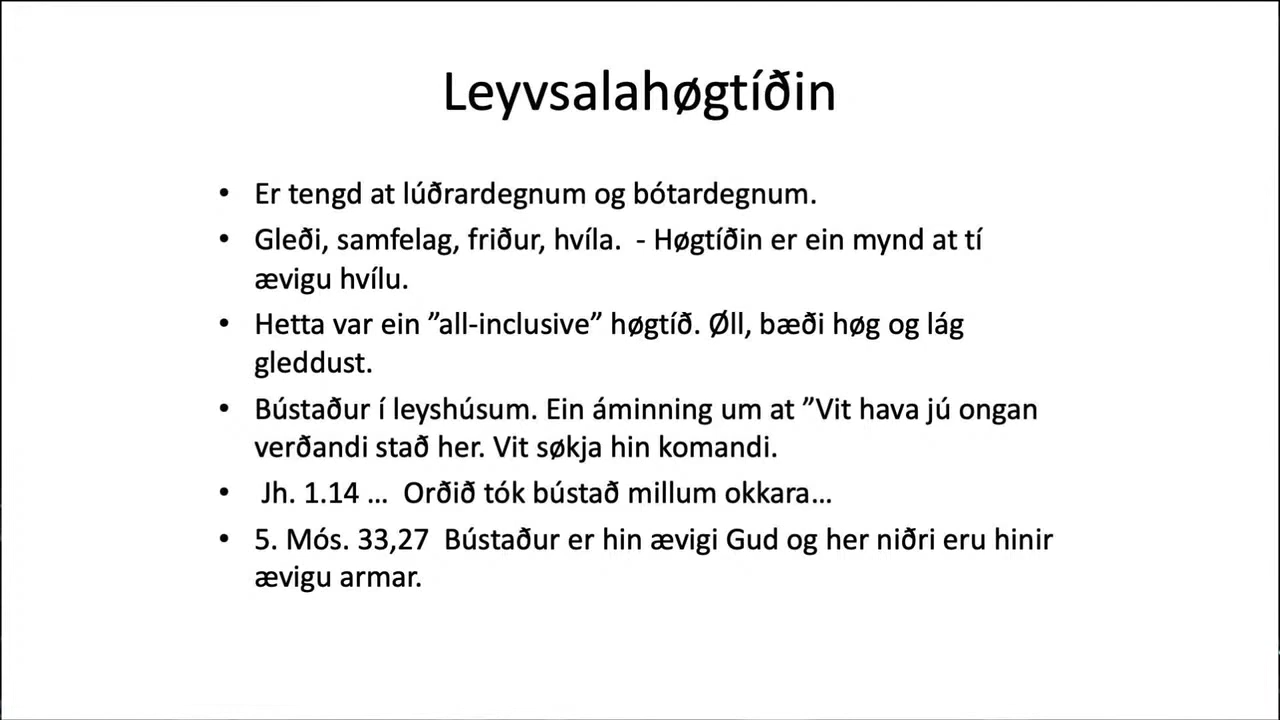 Leyvsalahøgtíðin
• Er tengd at lúðrardegnum og bótardegnum.
• Gleði, samfelag, friður, hvíla.  - Høgtíðin er ein mynd at tí
ævigu hvílu.
• Hetta var ein ”all-inclusive” høgtíð. Øll, bæði høg og lág
gleddust.
• Bústaður í leyshúsum. Ein áminning um at ”Vit hava jú ongan
verðandi stað her. Vit søkja hin komandi.
• Jh. 1.14 …  Orðið tók bústað millum okkara…
• 5. Mós. 33,27  Bústaður er hin ævigi Gud og her niðri eru hinir
ævigu armar.